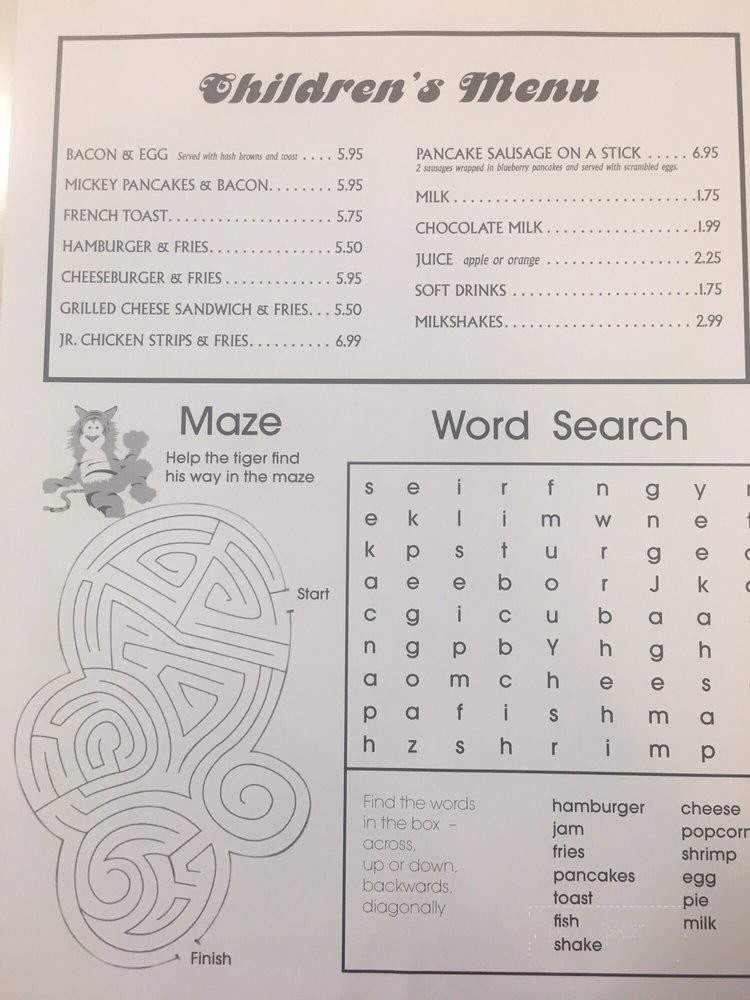 Children's Menu
BACON & EGG Served with hash browns and toast . . . . 5.95
MICKEY PANCAKES & BACON. . . . . . . . 5.95
FRENCH TOAST. . . . . . . . . . . . . . . . . . . . 5.75
HAMBURGER & FRIES. . . . . . . . . . . . . . . 5.50
CHEESEBURGER & FRIES . . . . . . . . . . . . . 5.95
GRILLED CHEESE SANDWICH & FRIES. . . 5.50
JR. CHICKEN STRIPS & FRIES. . . . . . . . . . 6.99
PANCAKE SAUSAGE ON A STICK . . . . . 6.95
2 sausages wrapped in blueberry pancakes and served with scrambled eggs.
MILK . . . . . . . . . . . . . . . . . . . . . . . . . . . . .1.75
CHOCOLATE MILK . . . . . . . . . . . . . . . . . .1.99
JUICE apple or orange . . . . . . . . . . . . . . . . . 2.25
SOFT DRINKS . . . . . . . . . . . . . . . . . . . . . .1.75
MILKSHAKES. . . . . . . . . . . . . . . . . . . . . . . 2.99
Maze
Help the tiger find
his way in the maze
Start
Finish
Word Search
s e i r f n g y
e k l i m w n e
k p s t u r g e
a e e b o r J k
c g i c u b a a
n g p b Y h g h
a o m c h e e s
p a f i s h m a
h z s h r i m p
Find the words
in the box –
across,
up or down,
backwards,
diagonally
hamburger
jam
fries
pancakes
toast
fish
shake
cheese
popcorn
shrimp
egg
pie
milk